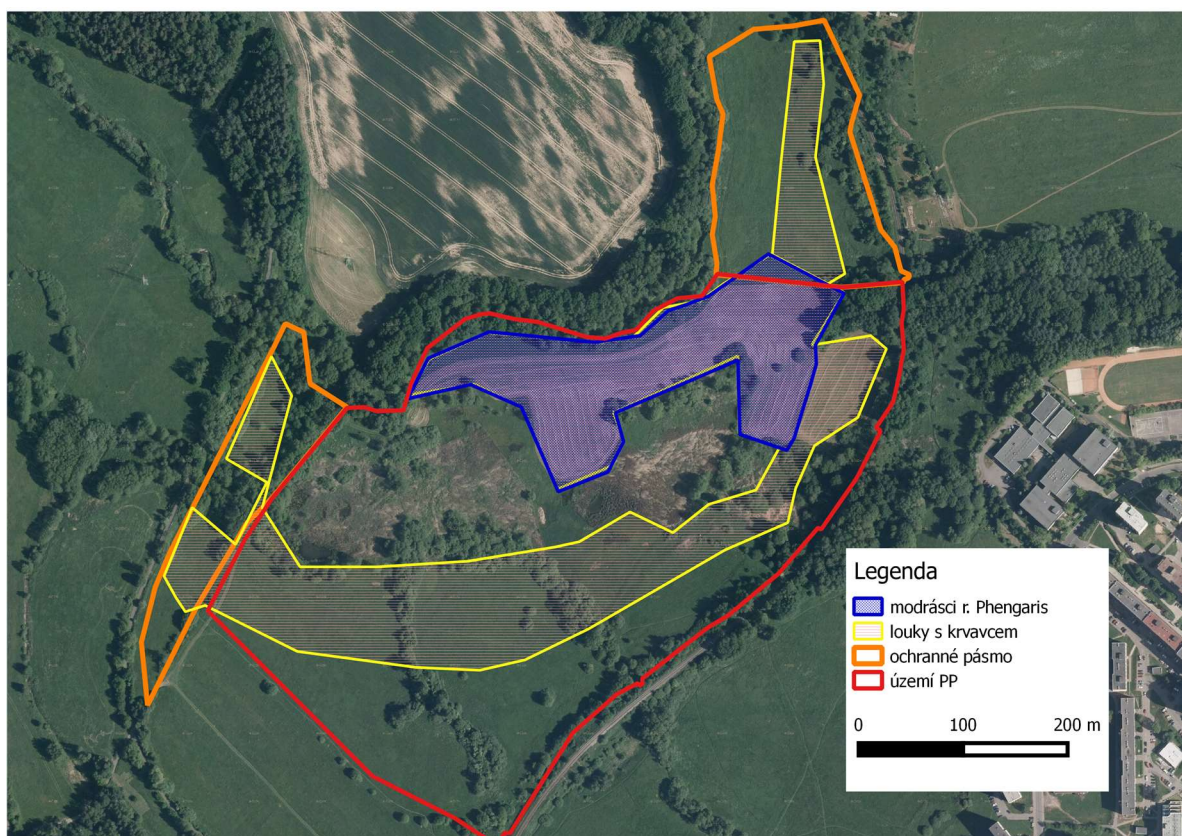 Legenda
modrásci r. Phengaris
louky s krvavcem
ochranné pásmo
území PP
0 100 200 m